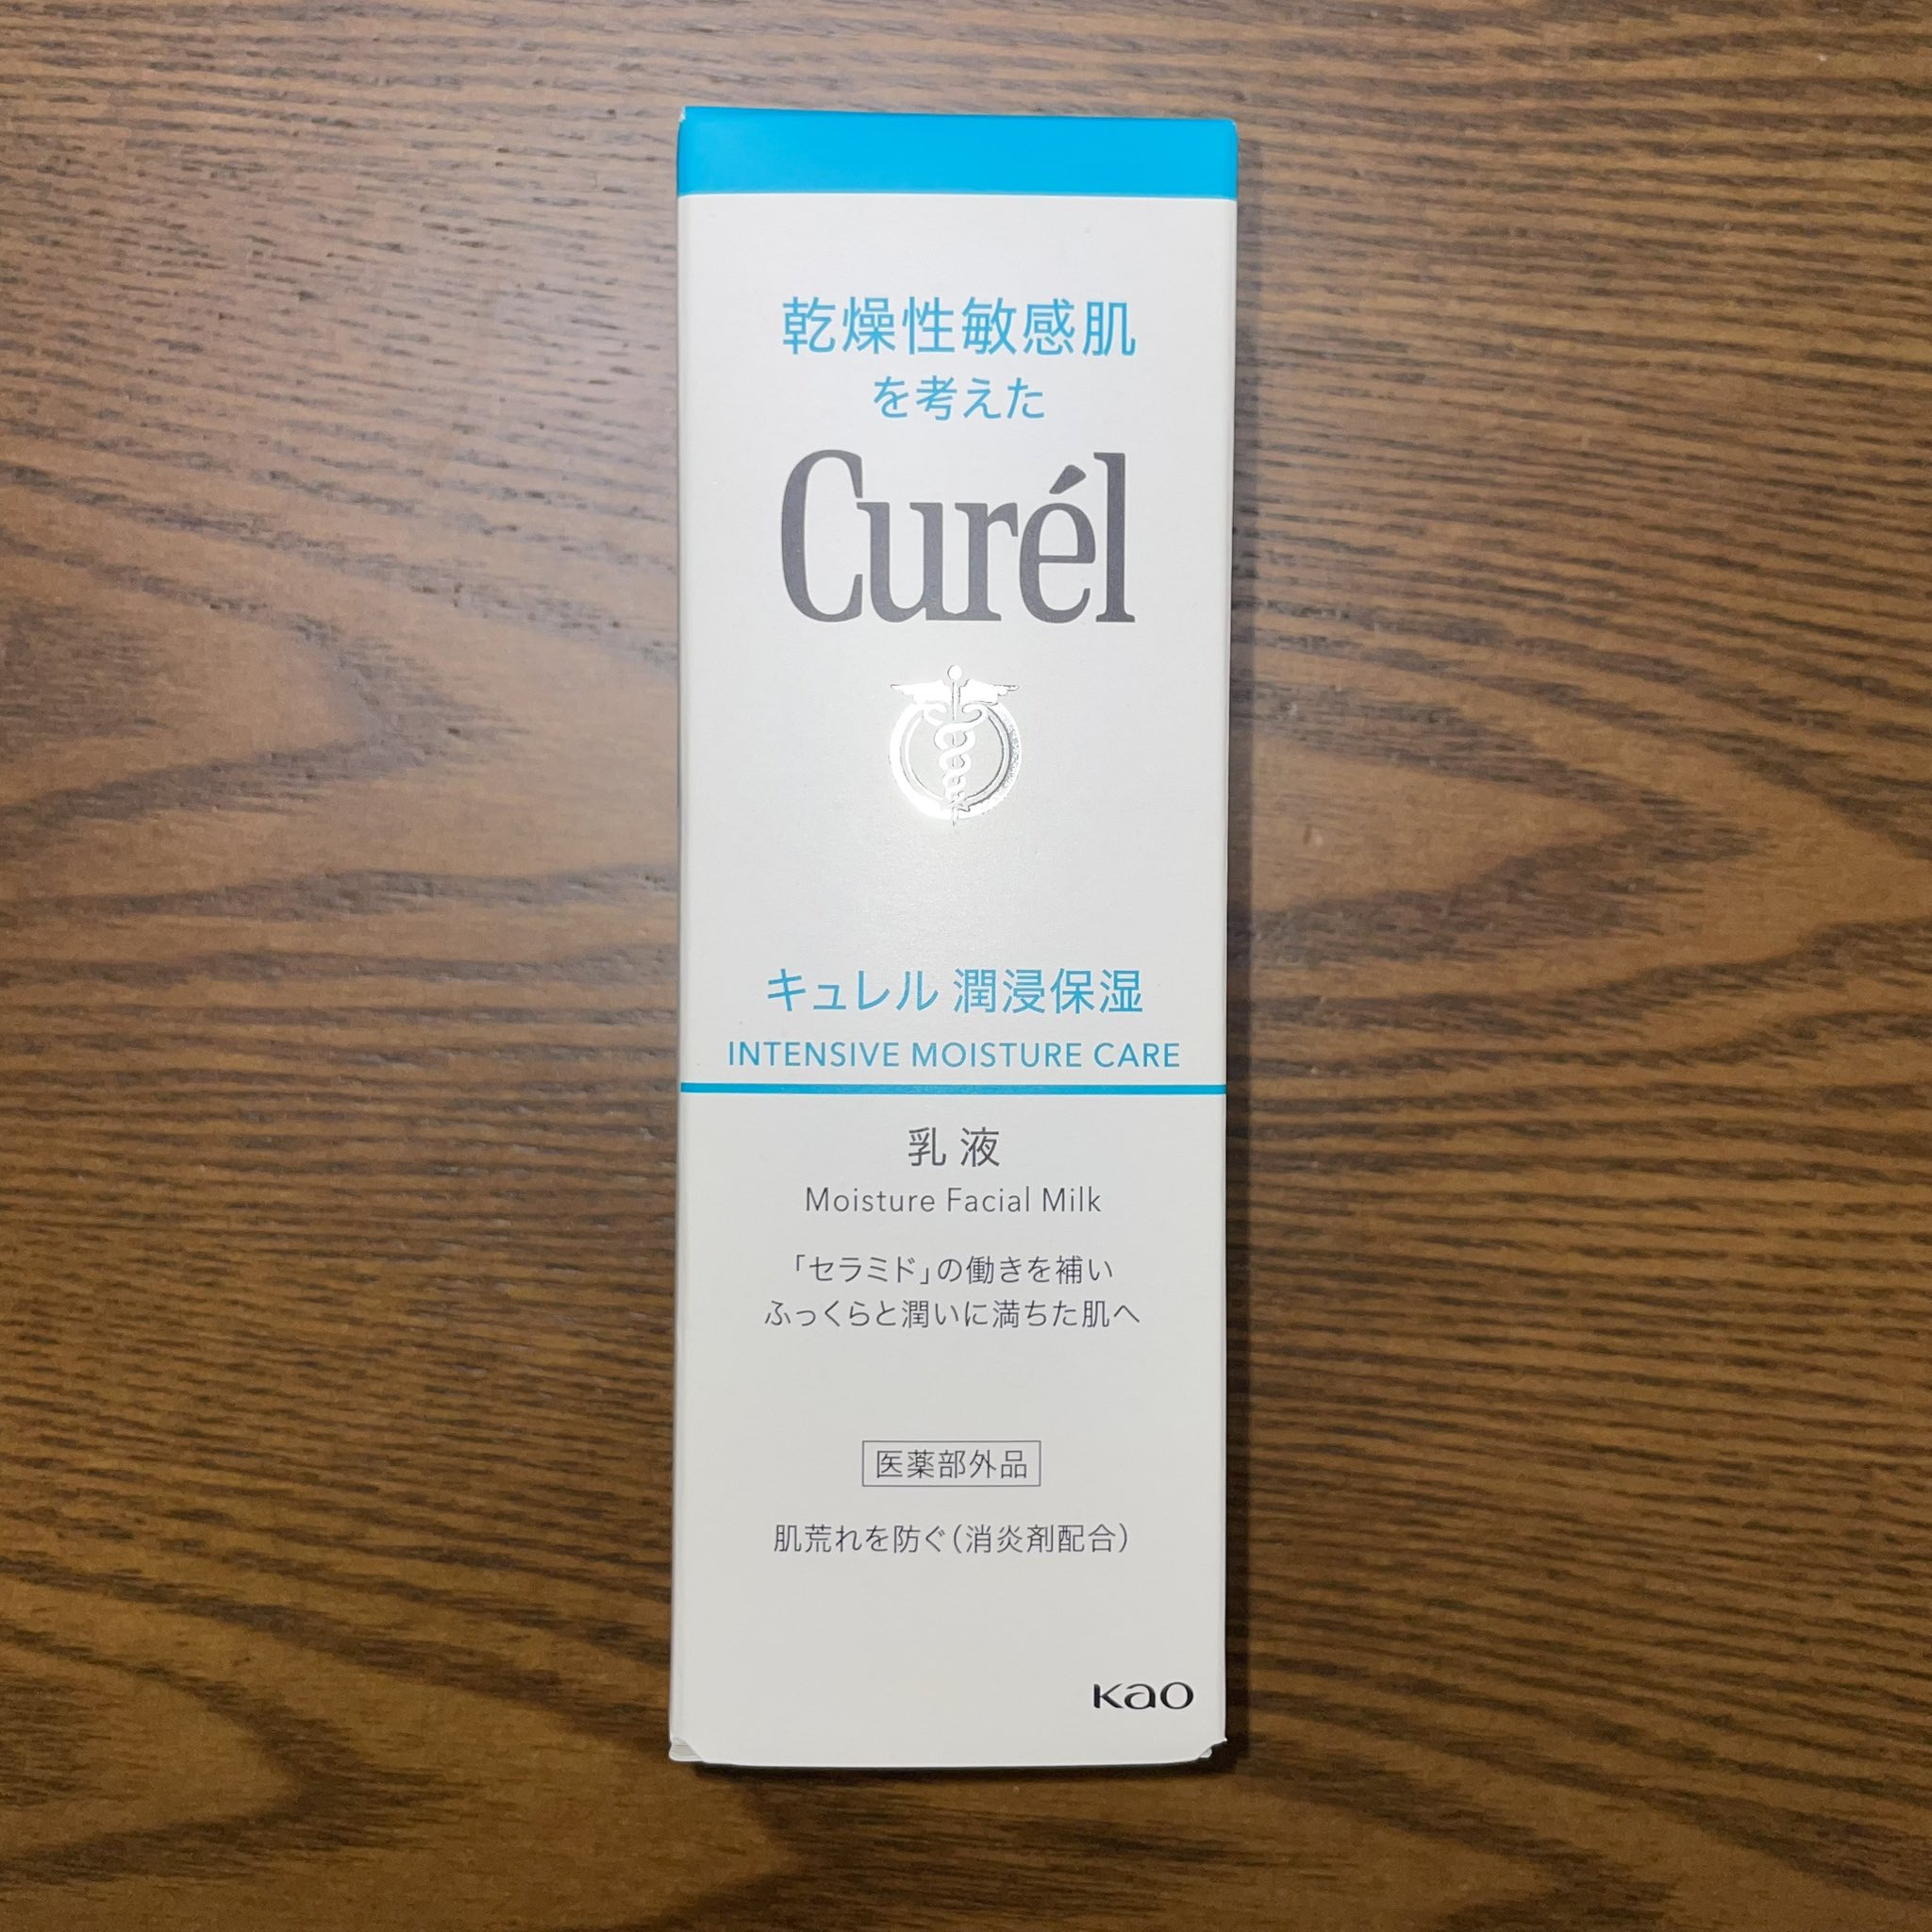 乾燥性敏感肌
を考えた
Curél
キュレル 潤浸保湿
INTENSIVE MOISTURE CARE
乳液
Moisture Facial Milk
「セラミド」の働きを補い
ふっくらと潤いに満ちた肌へ
医薬部外品
肌荒れを防ぐ(消炎剤配合)
Kao